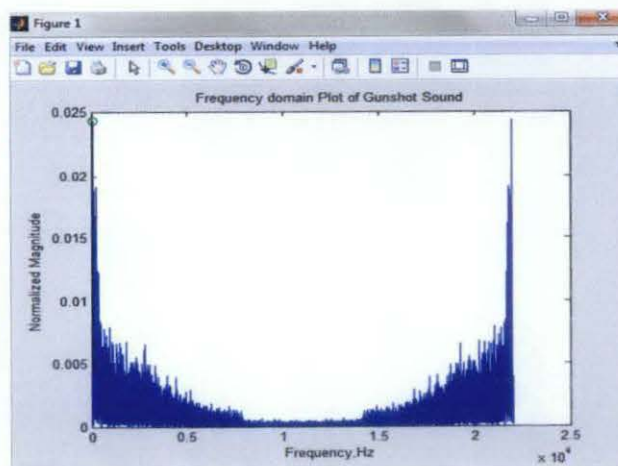 Figure 1
File Edit View Insert Tools Desktop Window Help
Frequency domain Plot of Gunshot Sound
0.025
0.02
0.015
0.01
0.005
0
Normalized Magnitude
0 0.5 1 1.5 2 2.5
x 10⁴
Frequency,Hz